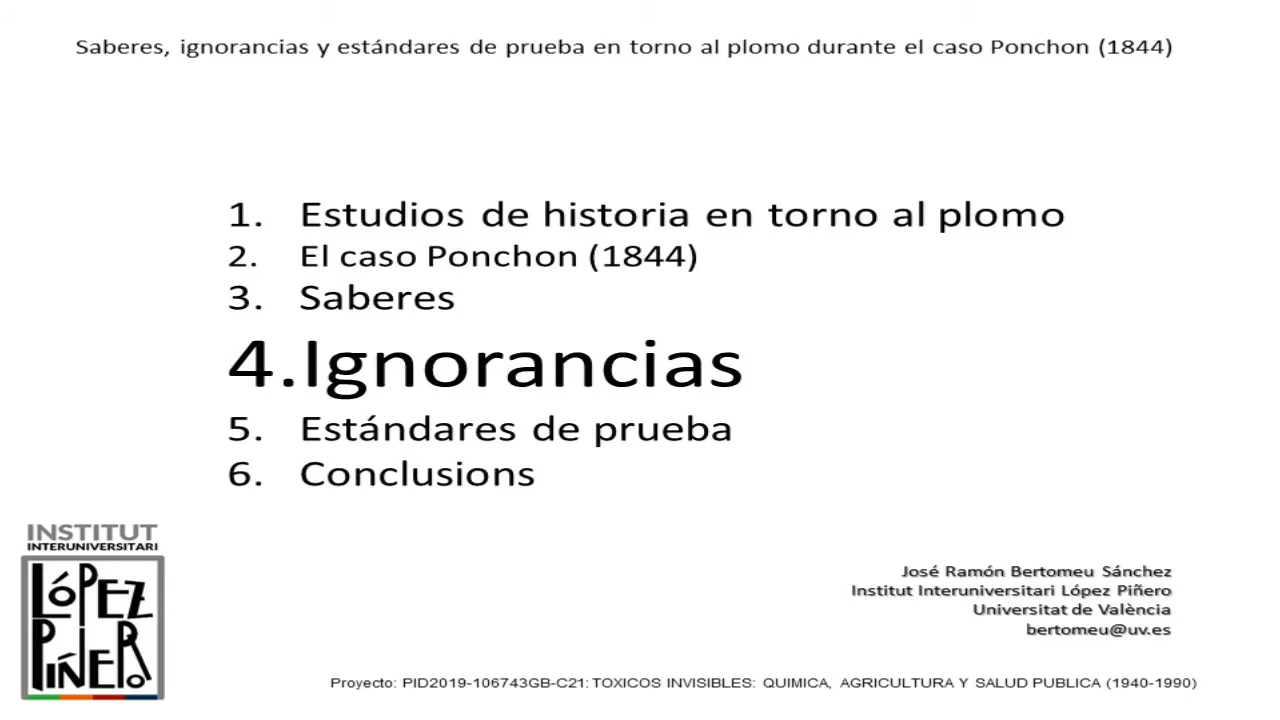 Saberes, ignorancias y estándares de prueba en torno al plomo durante el caso Ponchon (1844)
1. Estudios de historia en torno al plomo
2. El caso Ponchon (1844)
3. Saberes
4.Ignorancias
5. Estándares de prueba
6. Conclusions
INSTITUT
INTERUNIVERSITARI
LÓPEZ
PIÑERO
José Ramón Bertomeu Sánchez
Institut Interuniversitari López Piñero
Universitat de València
bertomeu@uv.es
Proyecto: PID2019-106743GB-C21: TOXICOS INVISIBLES: QUIMICA, AGRICULTURA Y SALUD PUBLICA (1940-1990)